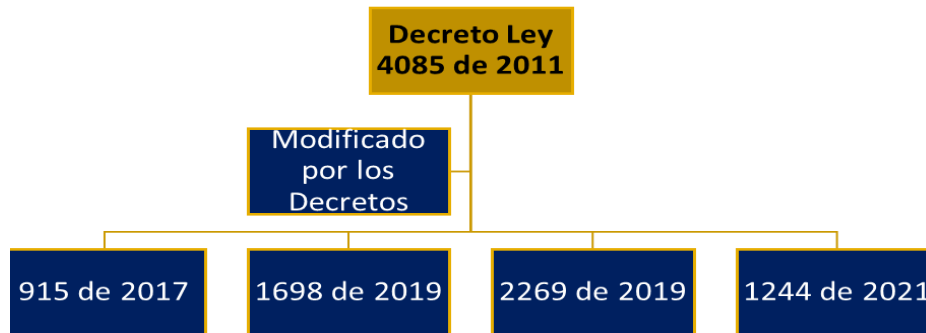 Decreto Ley
4085 de 2011
Modificado
por los
Decretos
915 de 2017
1698 de 2019
2269 de 2019
1244 de 2021